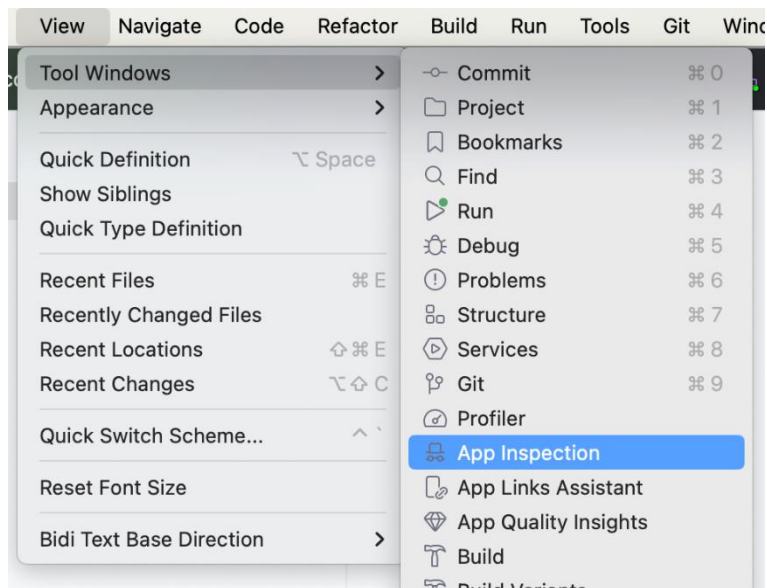 View Navigate Code Refactor Build Run Tools Git
Tool Windows
Appearance
Quick Definition ⌥ Space
Show Siblings
Quick Type Definition
Recent Files ⌘ E
Recently Changed Files
Recent Locations ⇧ ⌘ E
Recent Changes ⌥ ⇧ C
Quick Switch Scheme... ^ `
Reset Font Size
Bidi Text Base Direction
Commit ⌘ 0
Project ⌘ 1
Bookmarks ⌘ 2
Find ⌘ 3
Run ⌘ 4
Debug ⌘ 5
Problems ⌘ 6
Structure ⌘ 7
Services ⌘ 8
Git ⌘ 9
Profiler
App Inspection
App Links Assistant
App Quality Insights
Build
Build Variants